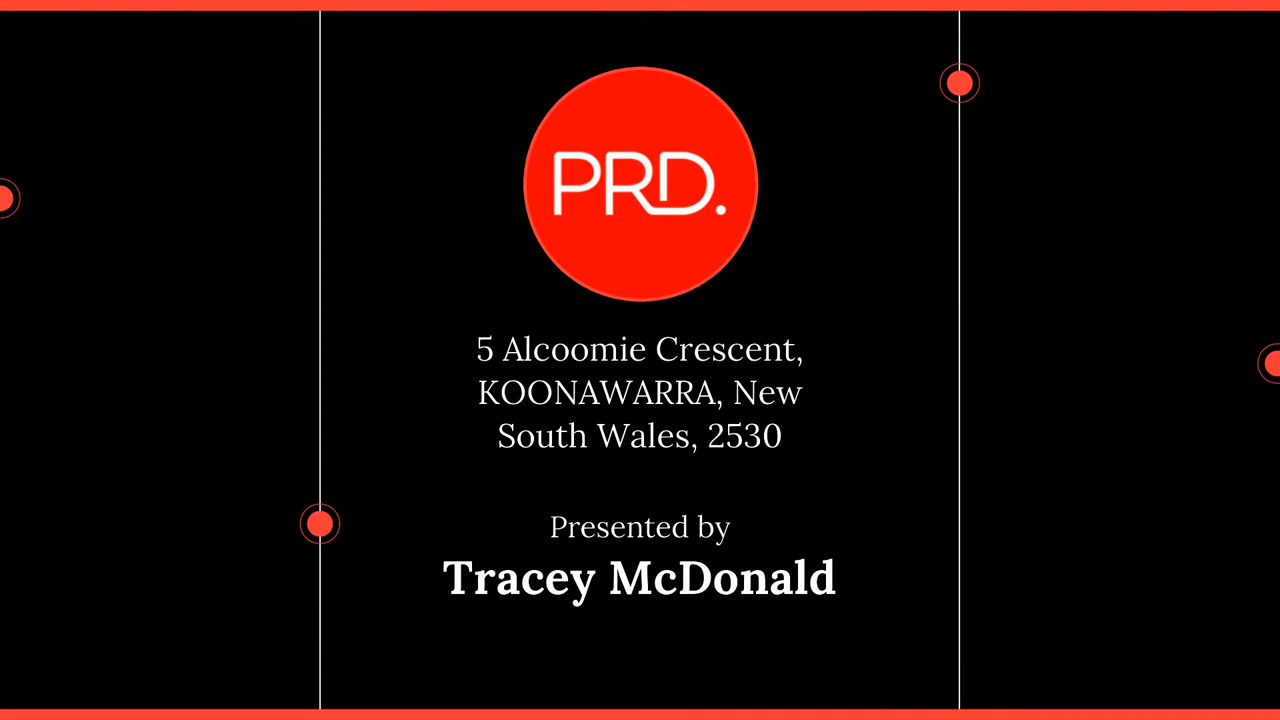 PRD.
5 Alcoomie Crescent,
KOONAWARRA, New
South Wales, 2530
Presented by
Tracey McDonald